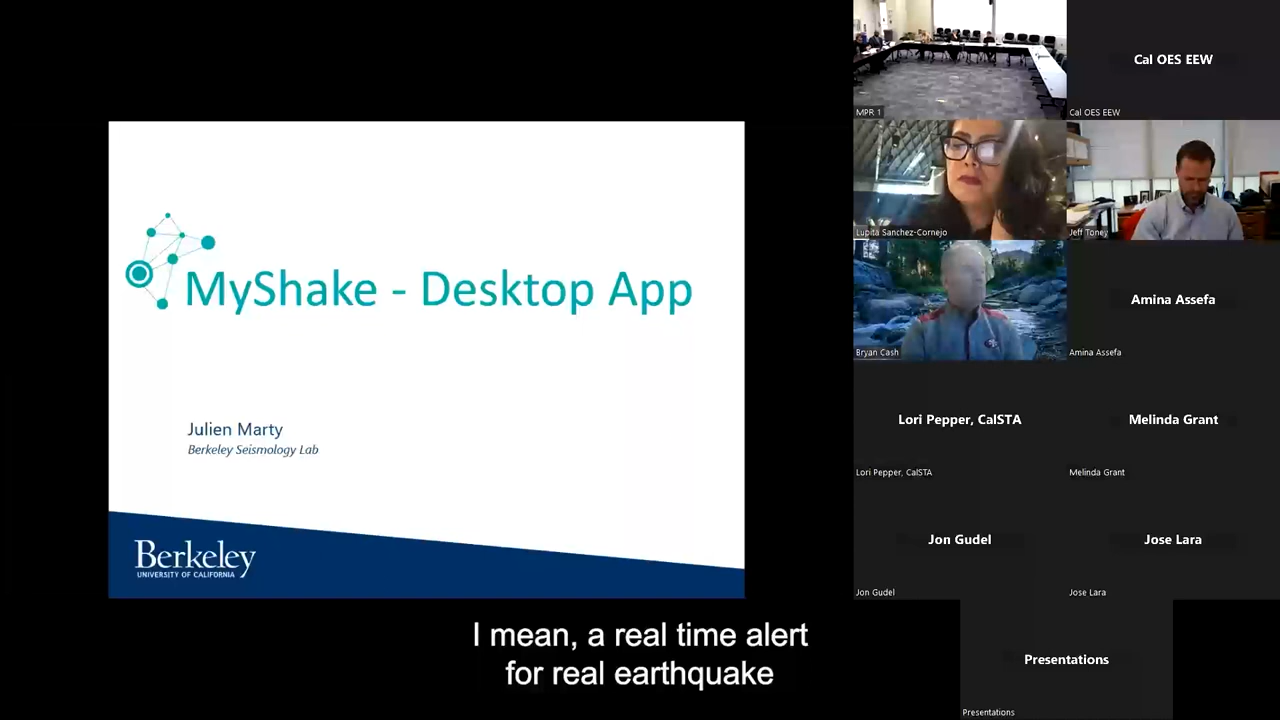 MyShake - Desktop App
Julien Marty
Berkeley Seismology Lab
Berkeley
UNIVERSITY OF CALIFORNIA
I mean, a real time alert
for real earthquake
MPR 1
Cal OES EEW
Cal OES EEW
Lupita Sanchez-Cornejo
Jeff Toney
Bryan Cash
Amina Assefa
Amina Assefa
Lori Pepper, CalSTA
Lori Pepper, CalSTA
Melinda Grant
Melinda Grant
Jon Gudel
Jon Gudel
Jose Lara
Jose Lara
Presentations
Presentations